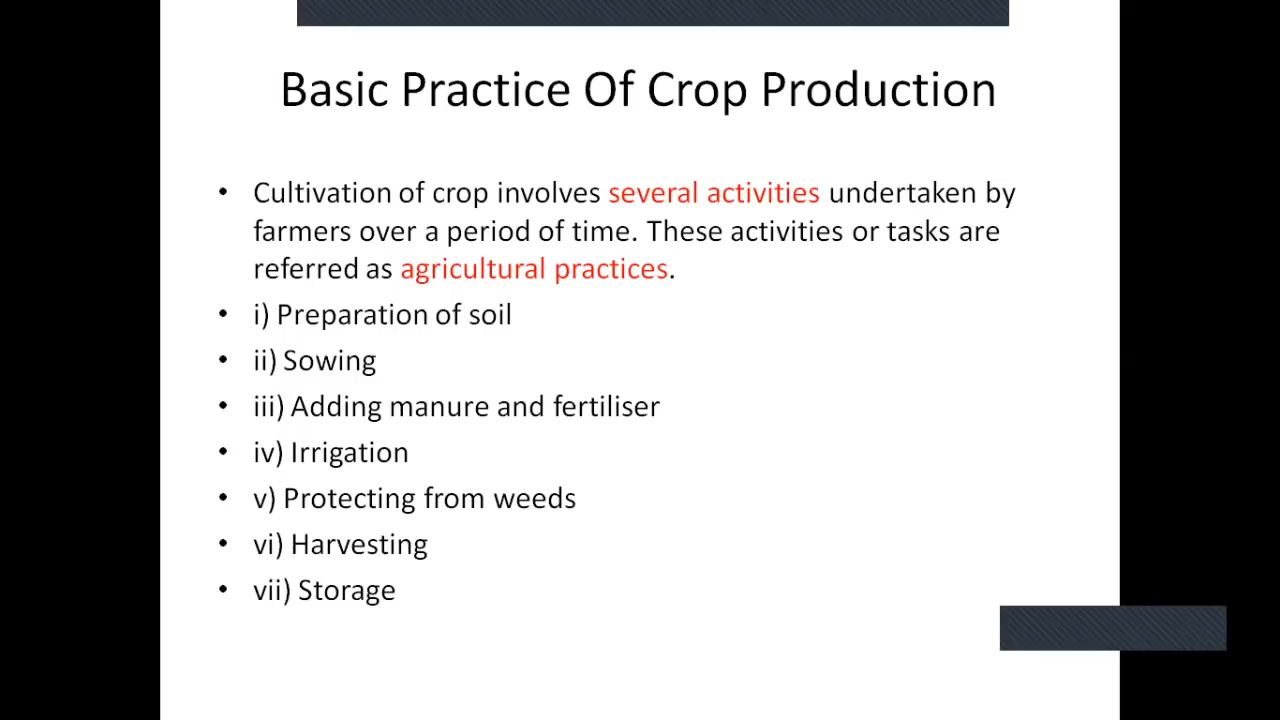 Basic Practice Of Crop Production
• Cultivation of crop involves several activities undertaken by
farmers over a period of time. These activities or tasks are
referred as agricultural practices.
• i) Preparation of soil
• ii) Sowing
• iii) Adding manure and fertiliser
• iv) Irrigation
• v) Protecting from weeds
• vi) Harvesting
• vii) Storage